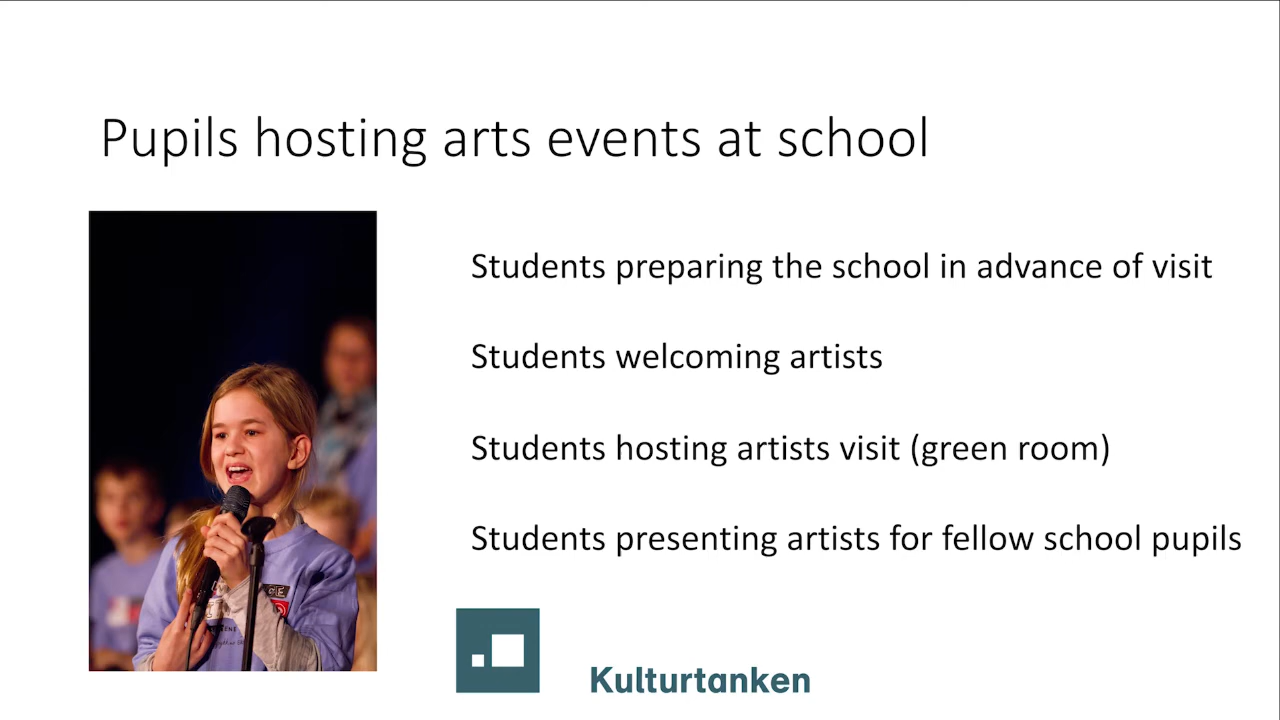 Pupils hosting arts events at school
Students preparing the school in advance of visit
Students welcoming artists
Students hosting artists visit (green room)
Students presenting artists for fellow school pupils
Kulturtanken